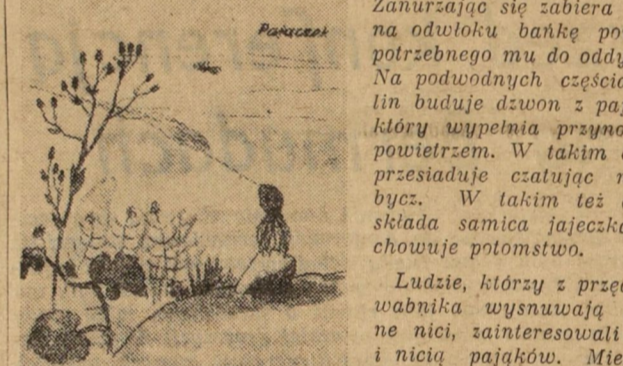 Pajączek
Zanurzając się zabiera
na odwłoku bańkę po
potrzebnego mu do oddy
Na podwodnych częścia
lin buduje dzwon z paj
który wypełnia przyno
powietrzem. W takim
przesiaduje czatując n
bycz. W takim też
składa samica jajeczka
chowuje potomstwo.
Ludzie, którzy z przęd
wabnika wysnuwają
ne nici, zainteresowali
i nicią pająków. Mie